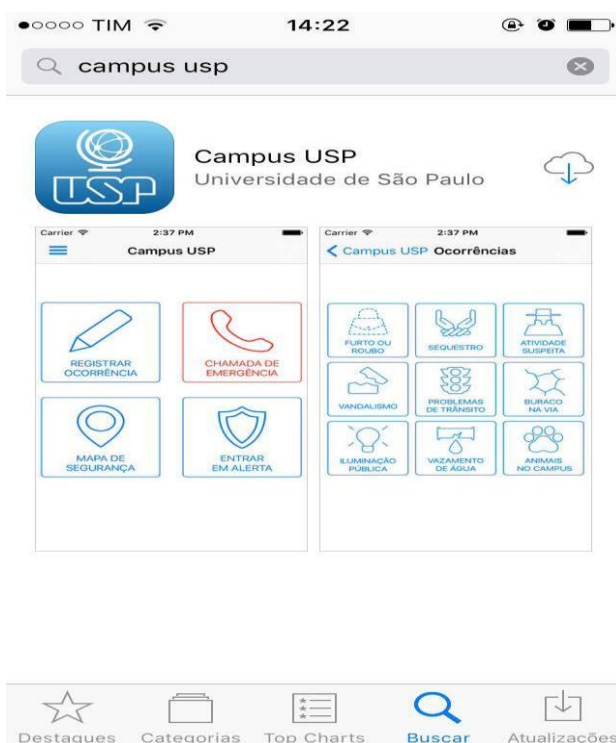 TIM 14:22
campus usp
USP
Campus USP
Universidade de São Paulo
Carrier 2:37 PM
Campus USP
REGISTRAR
OCORRÊNCIA
CHAMADA DE
EMERGÊNCIA
MAPA DE
SEGURANÇA
ENTRAR
EM ALERTA
Carrier 2:37 PM
Campus USP Ocorrências
FURTO OU
ROUBO
SEQUESTRO
ATIVIDADE
SUSPEITA
VANDALISMO
PROBLEMAS
DE TRÂNSITO
BURACO
NA VIA
ILUMINAÇÃO
PÚBLICA
VAZAMENTO
DE ÁGUA
ANIMAIS
NO CAMPUS
Destaques Categorias Top Charts Buscar Atualizações